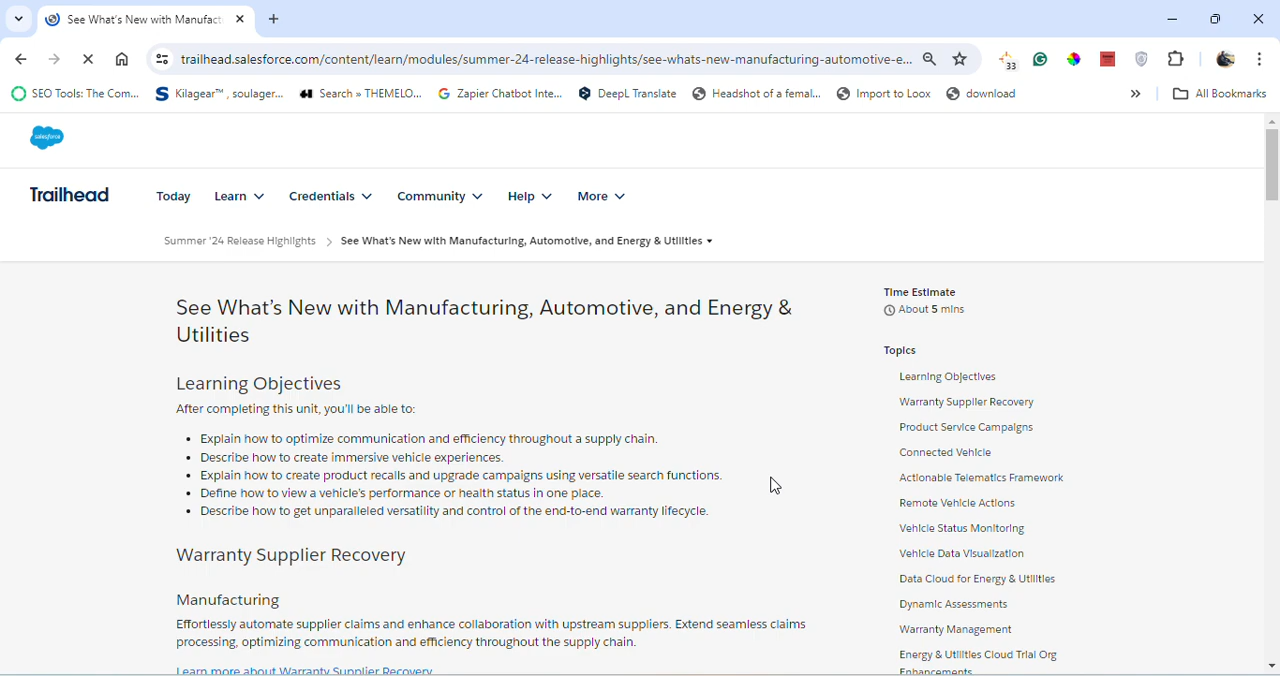 See What's New with Manufact
trailhead.salesforce.com/content/learn/modules/summer-24-release-highlights/see-whats-new-manufacturing-automotive-e...
33
SEO Tools: The Com...
Kilagear™ , soulager...
Search » THEMELO...
Zapier Chatbot Inte...
DeepL Translate
Headshot of a femal...
Import to Loox
download
All Bookmarks
salesforce
Trailhead
Today
Learn
Credentials
Community
Help
More
Summer '24 Release Highlights
See What's New with Manufacturing, Automotive, and Energy & Utilities
See What's New with Manufacturing, Automotive, and Energy &
Utilities
Learning Objectives
After completing this unit, you'll be able to:
• Explain how to optimize communication and efficiency throughout a supply chain.
• Describe how to create immersive vehicle experiences.
• Explain how to create product recalls and upgrade campaigns using versatile search functions.
• Define how to view a vehicle's performance or health status in one place.
• Describe how to get unparalleled versatility and control of the end-to-end warranty lifecycle.
Warranty Supplier Recovery
Manufacturing
Effortlessly automate supplier claims and enhance collaboration with upstream suppliers. Extend seamless claims
processing, optimizing communication and efficiency throughout the supply chain.
Learn more about Warranty Supplier Recovery
Time Estimate
About 5 mins
Topics
Learning Objectives
Warranty Supplier Recovery
Product Service Campaigns
Connected Vehicle
Actionable Telematics Framework
Remote Vehicle Actions
Vehicle Status Monitoring
Vehicle Data Visualization
Data Cloud for Energy & Utilities
Dynamic Assessments
Warranty Management
Energy & Utilities Cloud Trial Org
Enhancements